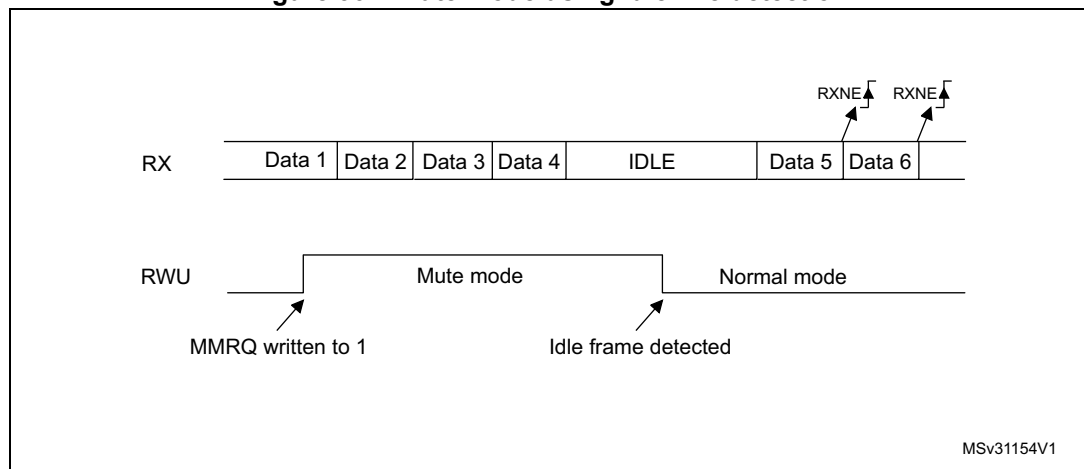 RXNE RXNE
RX Data 1 Data 2 Data 3 Data 4 IDLE Data 5 Data 6
RWU Mute mode Normal mode
MMRQ written to 1 Idle frame detected
MSv31154V1